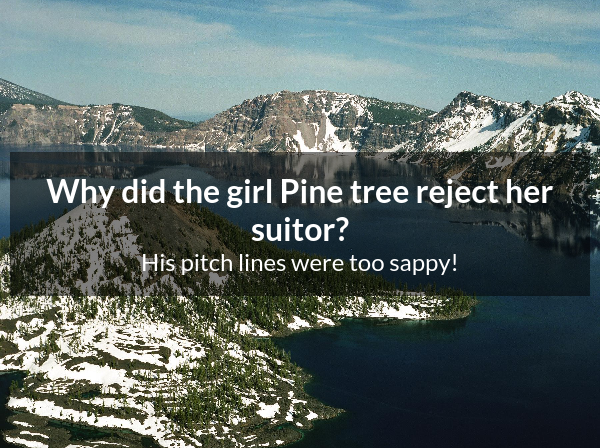 Why did the girl Pine tree reject her
suitor?
His pitch lines were too sappy!